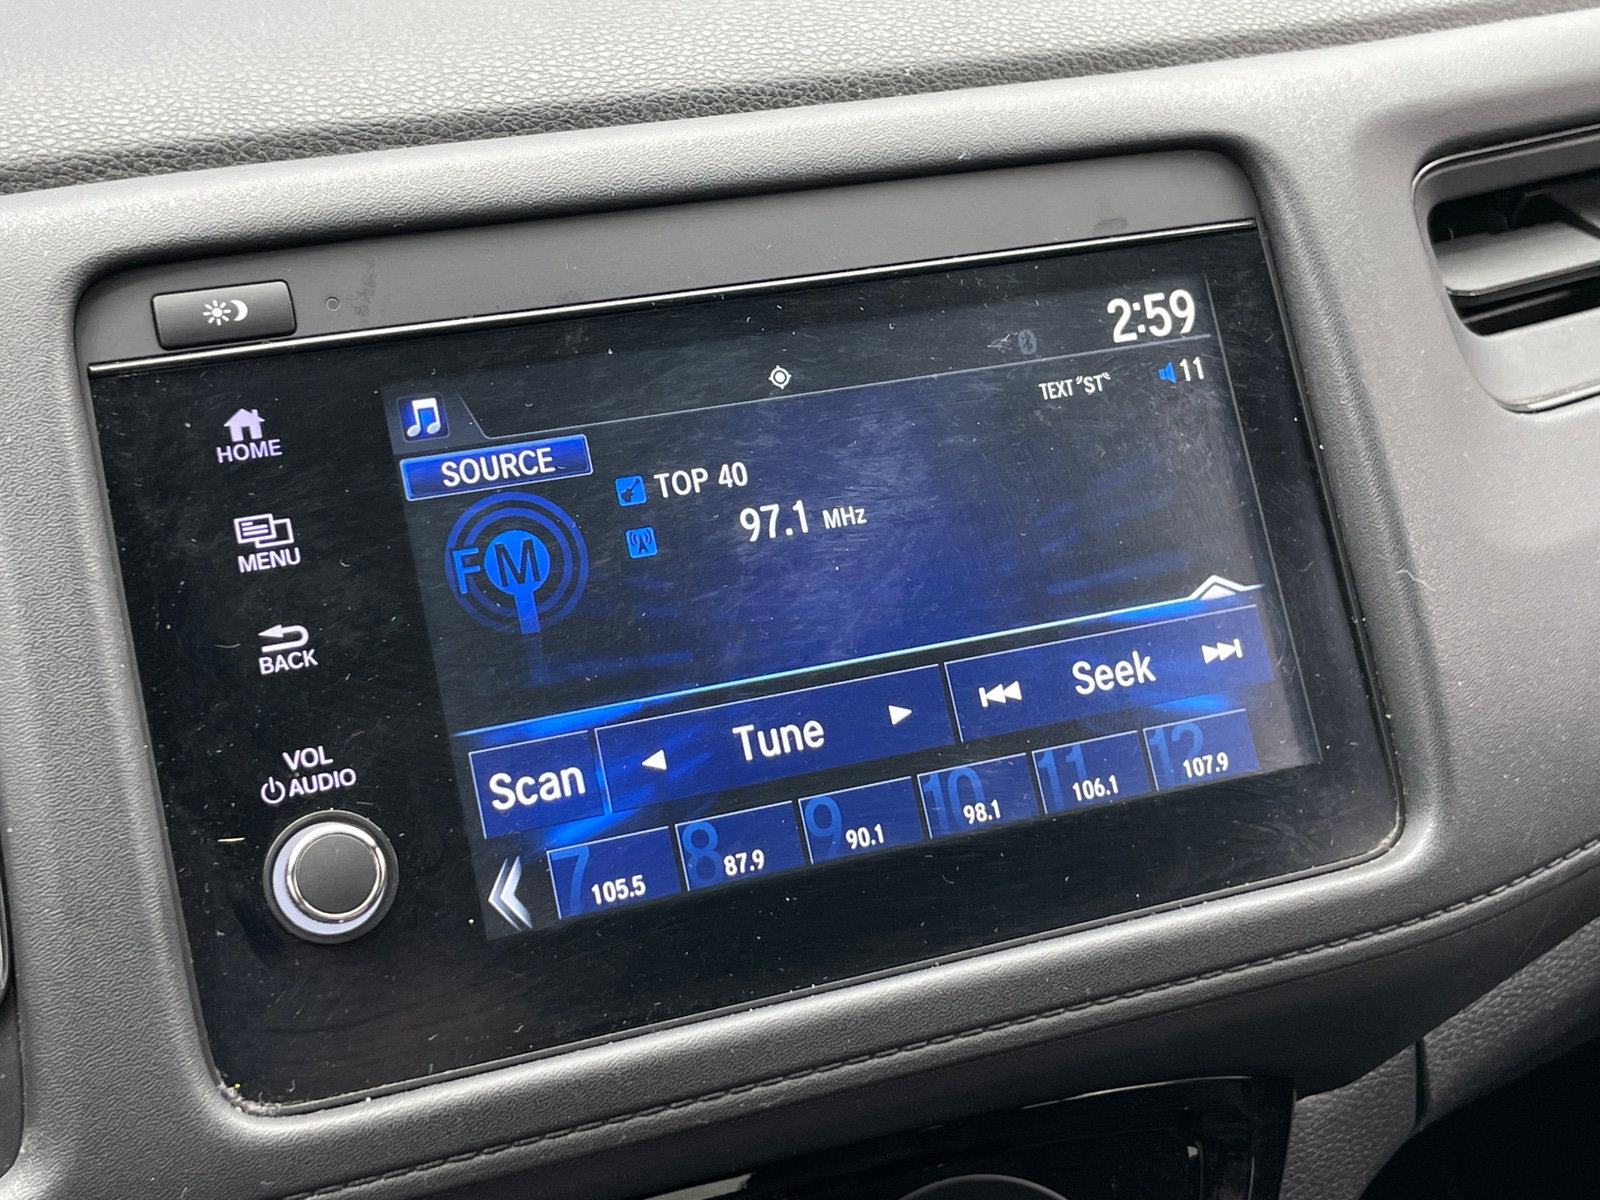 2:59
TEXT "ST"
11
HOME
SOURCE
TOP 40
97.1 MHz
FM
MENU
BACK
Seek
Tune
Scan
VOL
AUDIO
7 105.5
8 87.9
9 90.1
10 98.1
11 106.1
12 107.9